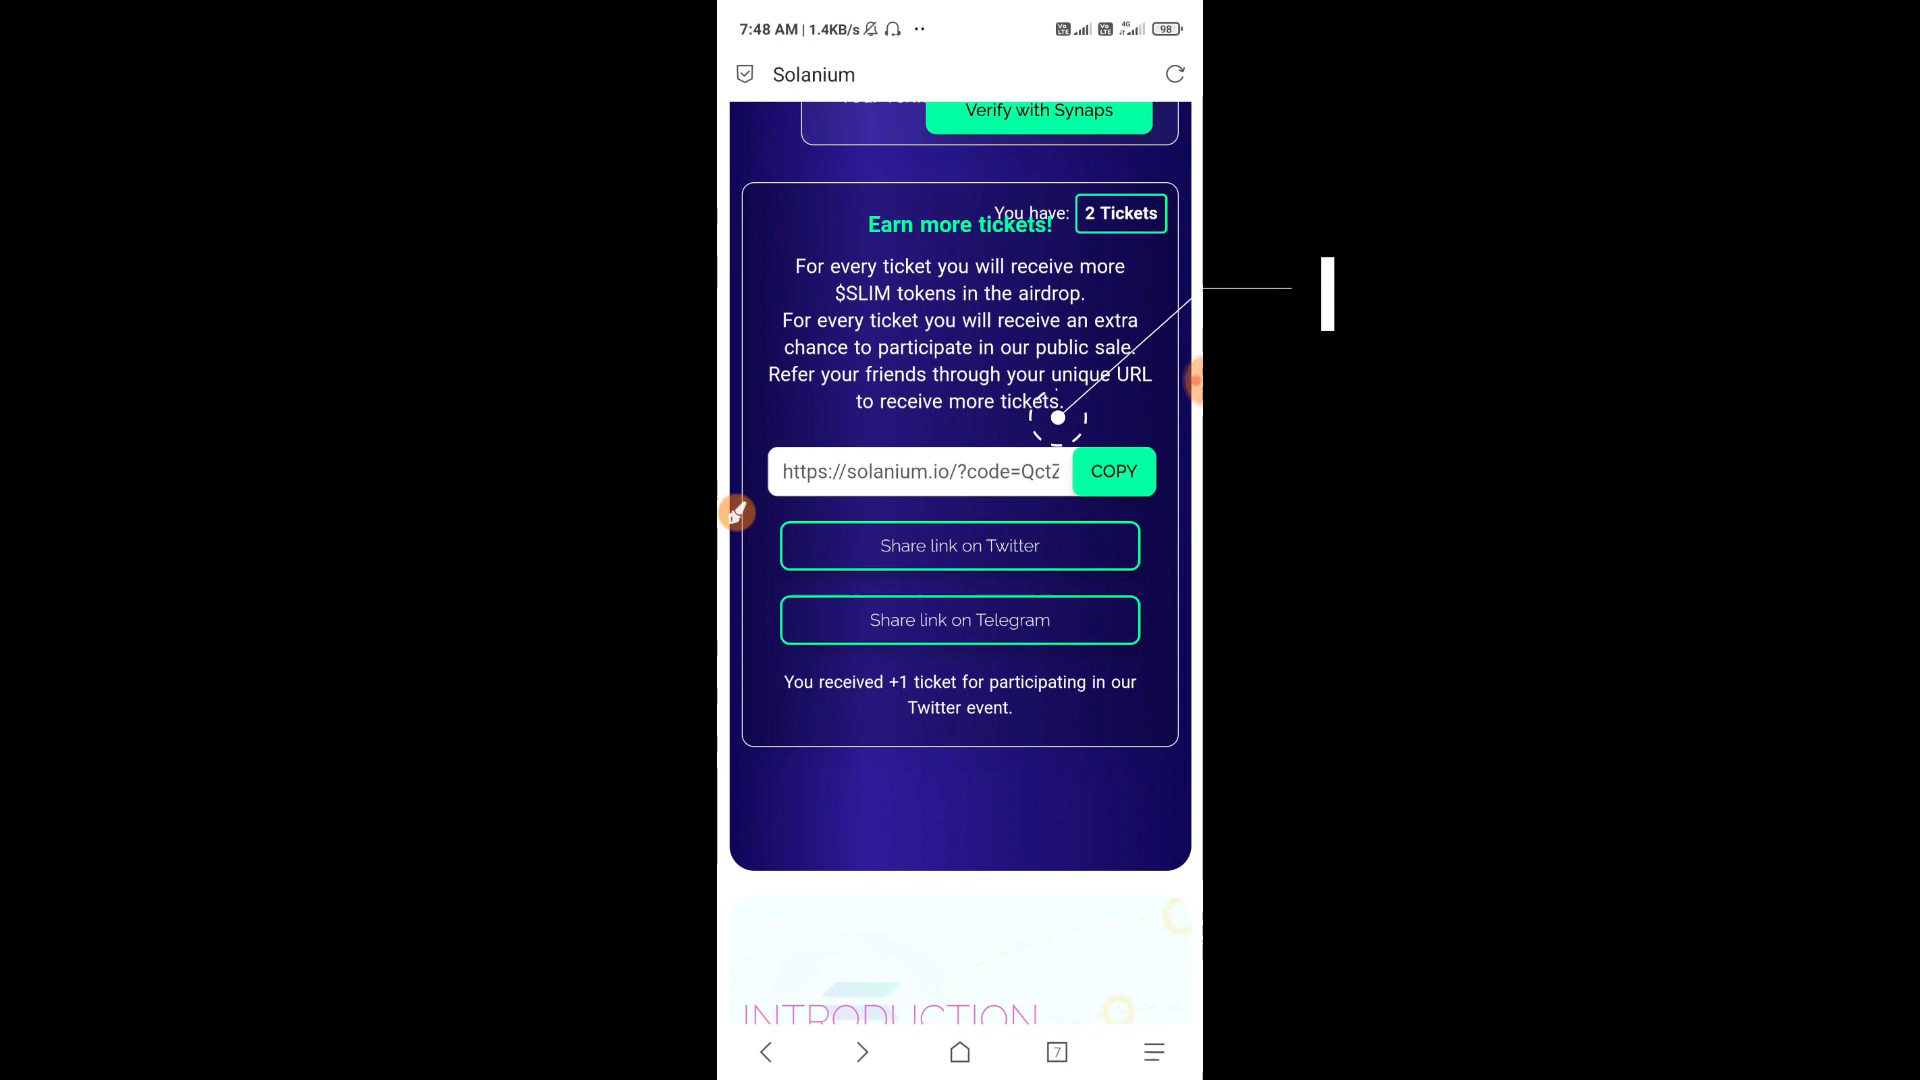 7:48 AM | 1.4KB/s
98
Solanium
Verify with Synaps
You have: 2 Tickets
Earn more tickets!
For every ticket you will receive more
$SLIM tokens in the airdrop.
For every ticket you will receive an extra
chance to participate in our public sale.
Refer your friends through your unique URL
to receive more tickets.
https://solanium.io/?code=QctZ
COPY
Share link on Twitter
Share link on Telegram
You received +1 ticket for participating in our
Twitter event.
INTRODUCTION
7